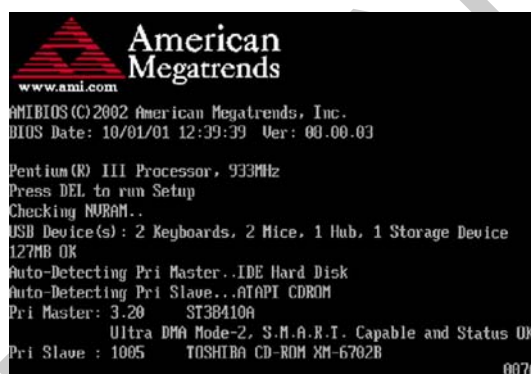 American
Megatrends
www.ami.com
AMIBIOS(C)2002 American Megatrends, Inc.
BIOS Date: 10/01/01 12:39:39 Ver: 08.00.03
Pentium(R) III Processor, 933MHz
Press DEL to run Setup
Checking NVRAM..
USB Device(s): 2 Keyboards, 2 Mice, 1 Hub, 1 Storage Device
127MB OK
Auto-Detecting Pri Master..IDE Hard Disk
Auto-Detecting Pri Slave...ATAPI CDROM
Pri Master: 3.20 ST38410A
Ultra DMA Mode-2, S.M.A.R.T. Capable and Status OK
Pri Slave : 1005 TOSHIBA CD-ROM XM-6702B